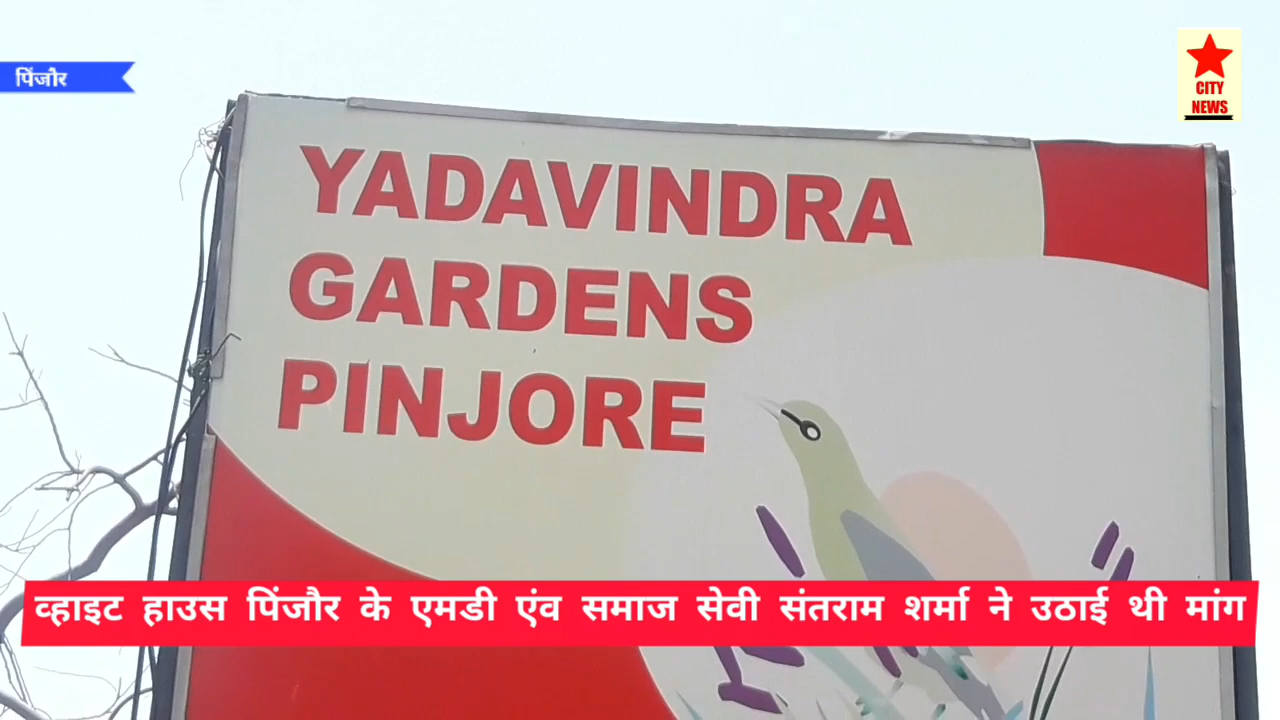 पिंजौर
CITY
NEWS
YADAVINDRA
GARDENS
PINJORE
व्हाइट हाउस पिंजौर के एमडी एंव समाज सेवी संतराम शर्मा ने उठाई थी मांग